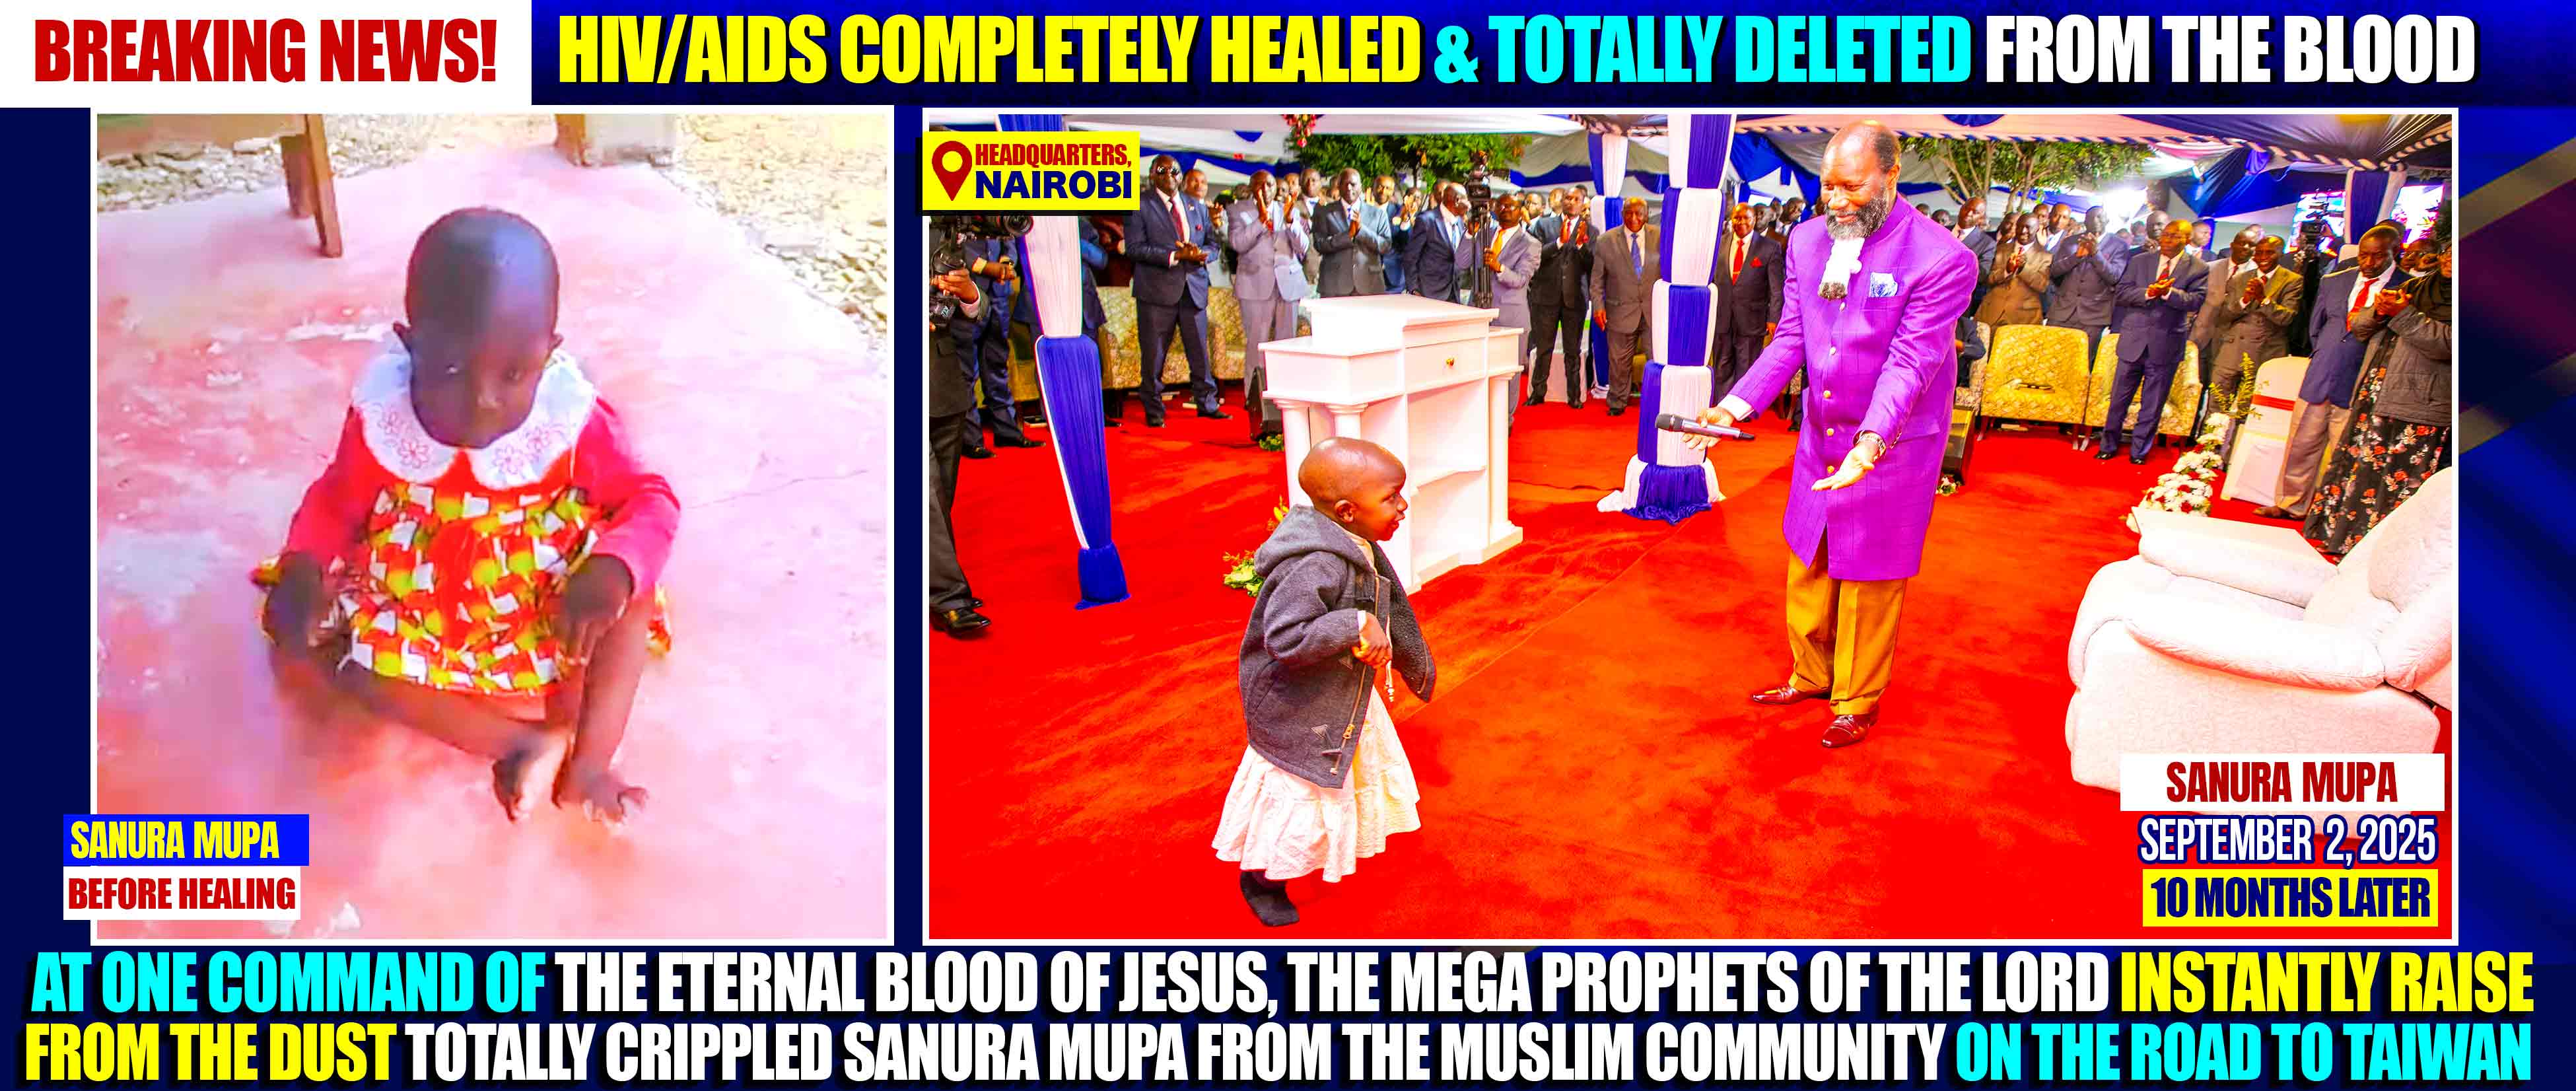 BREAKING NEWS!
HIV/AIDS COMPLETELY HEALED & TOTALLY DELETED FROM THE BLOOD
HEADQUARTERS,
NAIROBI
SANURA MUPA
BEFORE HEALING
SANURA MUPA
SEPTEMBER 2, 2025
10 MONTHS LATER
AT ONE COMMAND OF THE ETERNAL BLOOD OF JESUS, THE MEGA PROPHETS OF THE LORD INSTANTLY RAISE
FROM THE DUST TOTALLY CRIPPLED SANURA MUPA FROM THE MUSLIM COMMUNITY ON THE ROAD TO TAIWAN